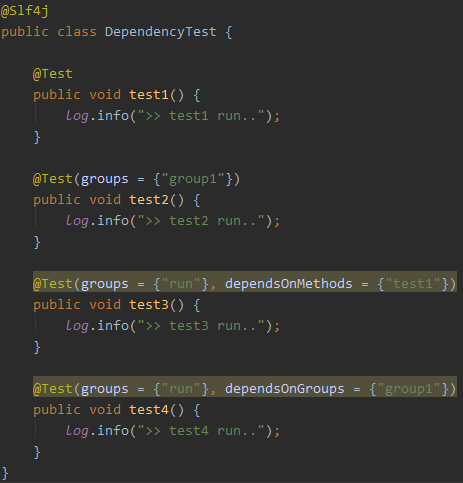 @Slf4j
public class DependencyTest {
@Test
public void test1() {
log.info(">> test1 run..");
}
@Test(groups = {"group1"})
public void test2() {
log.info(">> test2 run..");
}
@Test(groups = {"run"}, dependsOnMethods = {"test1"})
public void test3() {
log.info(">> test3 run..");
}
@Test(groups = {"run"}, dependsOnGroups = {"group1"})
public void test4() {
log.info(">> test4 run..");
}
}